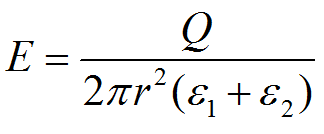 E = Q / (2πr²(ε₁ + ε₂))